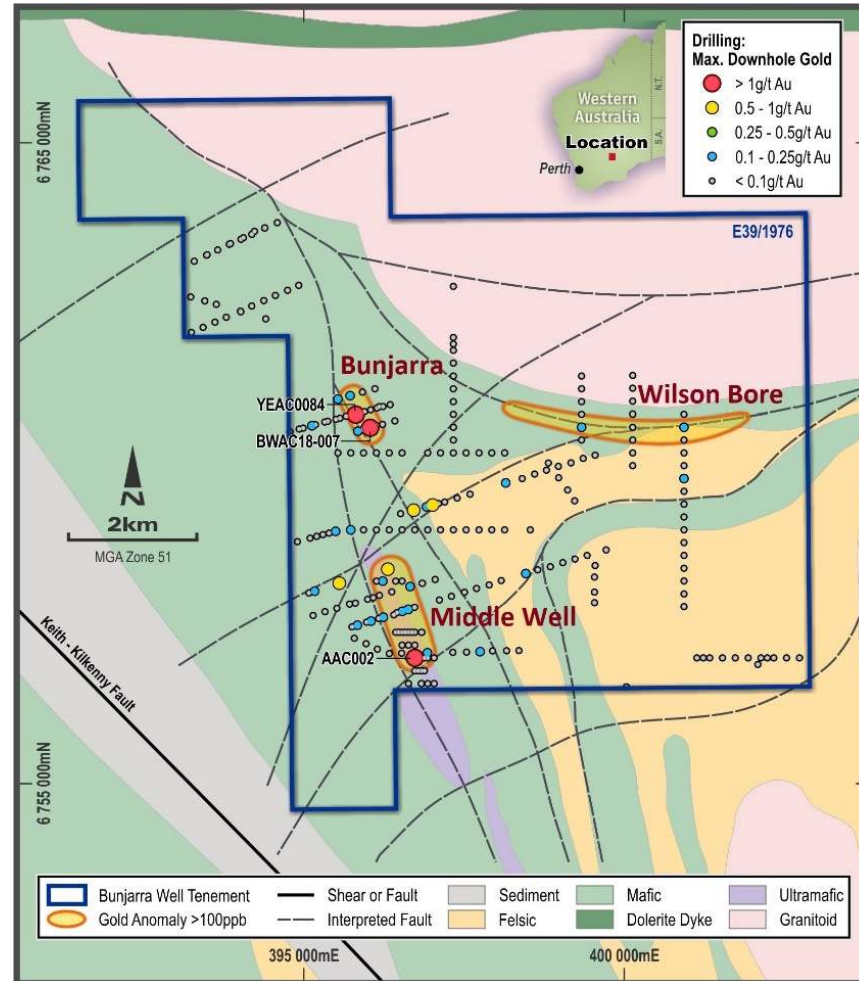 Drilling:
Max. Downhole Gold
> 1g/t Au
0.5 - 1g/t Au
0.25 - 0.5g/t Au
0.1 - 0.25g/t Au
< 0.1g/t Au
Western
Australia
N.T.
S.A.
Location
Perth
6 765 000mN
E39/1976
Bunjarra
YEAC0084
BWAC18-007
Wilson Bore
N
2km
MGA Zone 51
Middle Well
AAC002
Keith - Kilkenny Fault
6 755 000mN
Bunjarra Well Tenement
Shear or Fault
Sediment
Mafic
Ultramafic
Gold Anomaly >100ppb
Interpreted Fault
Felsic
Dolerite Dyke
Granitoid
395 000mE
400 000mE